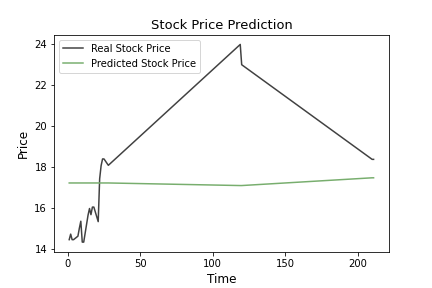 Stock Price Prediction
Real Stock Price
Predicted Stock Price
24
22
20
18
16
14
Price
0 50 100 150 200
Time